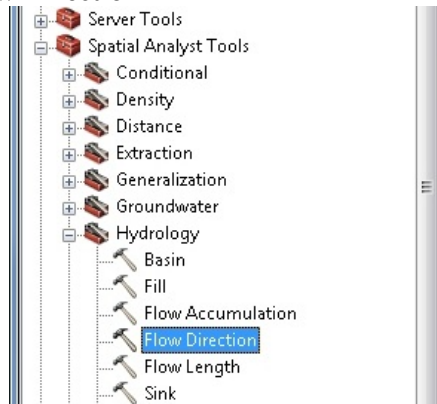 Server Tools
Spatial Analyst Tools
Conditional
Density
Distance
Extraction
Generalization
Groundwater
Hydrology
Basin
Fill
Flow Accumulation
Flow Direction
Flow Length
Sink